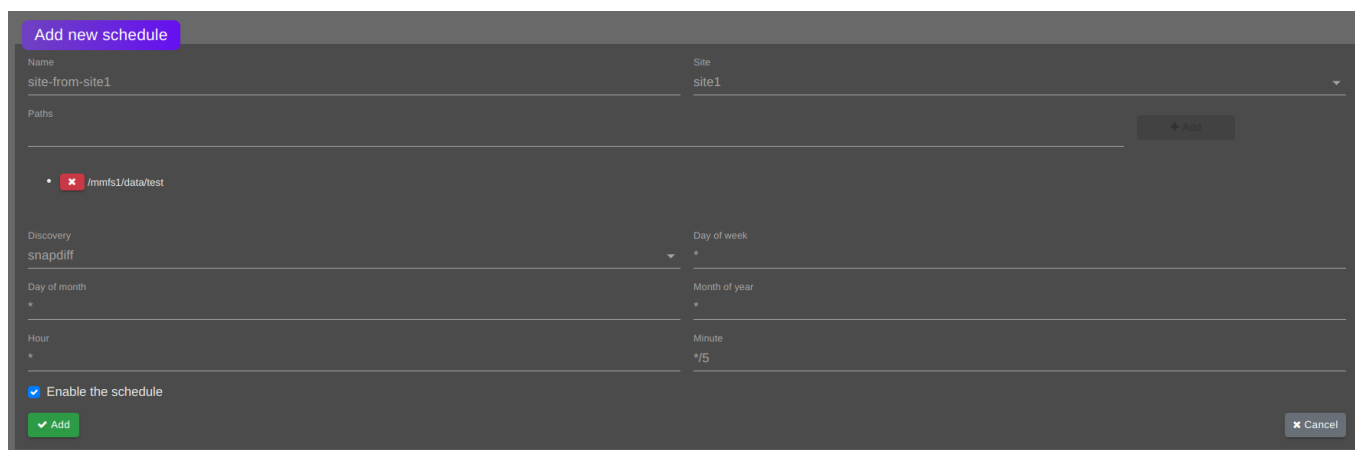 Add new schedule
Name
Site
site-from-site1
site1
Paths
+ Add
/mmfs1/data/test
Discovery
Day of week
snapdiff
*
Day of month
Month of year
*
*
Hour
Minute
*
*/5
Enable the schedule
Add
Cancel